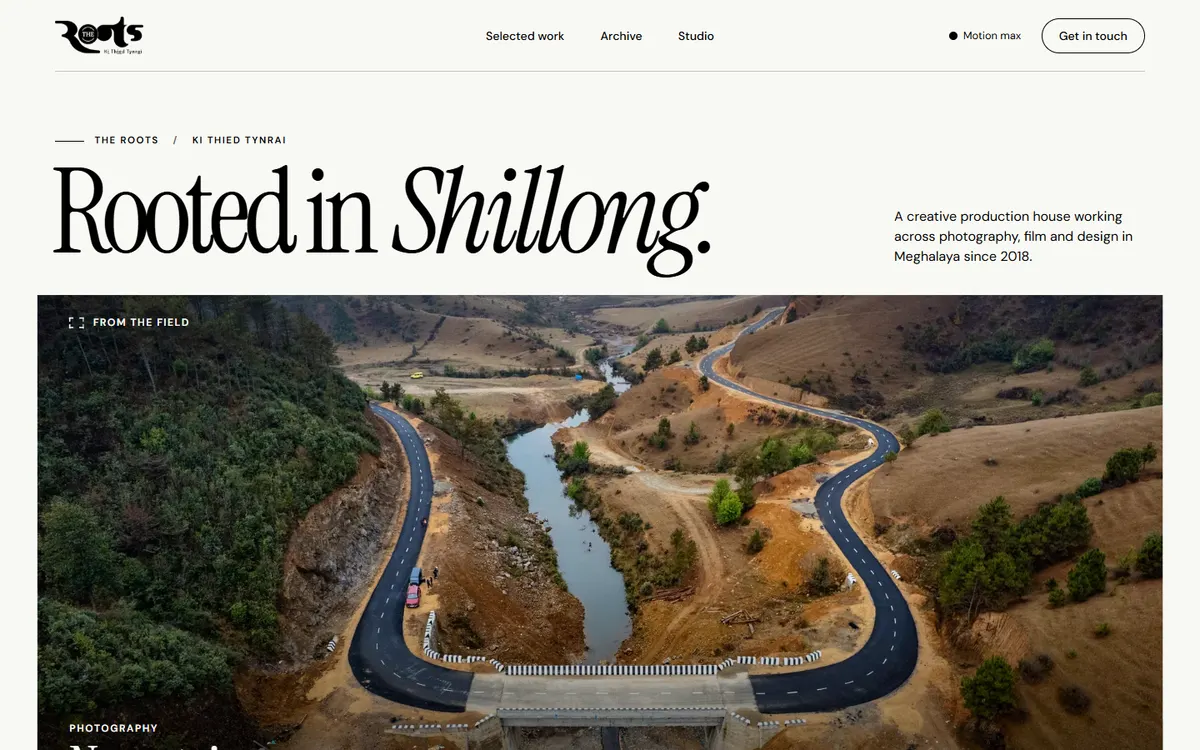 Roots
THE
Ki Thied Tynrai
Selected work
Archive
Studio
Motion max
Get in touch
THE ROOTS / KI THIED TYNRAI
Rooted in Shillong.
A creative production house working
across photography, film and design in
Meghalaya since 2018.
FROM THE FIELD
PHOTOGRAPHY